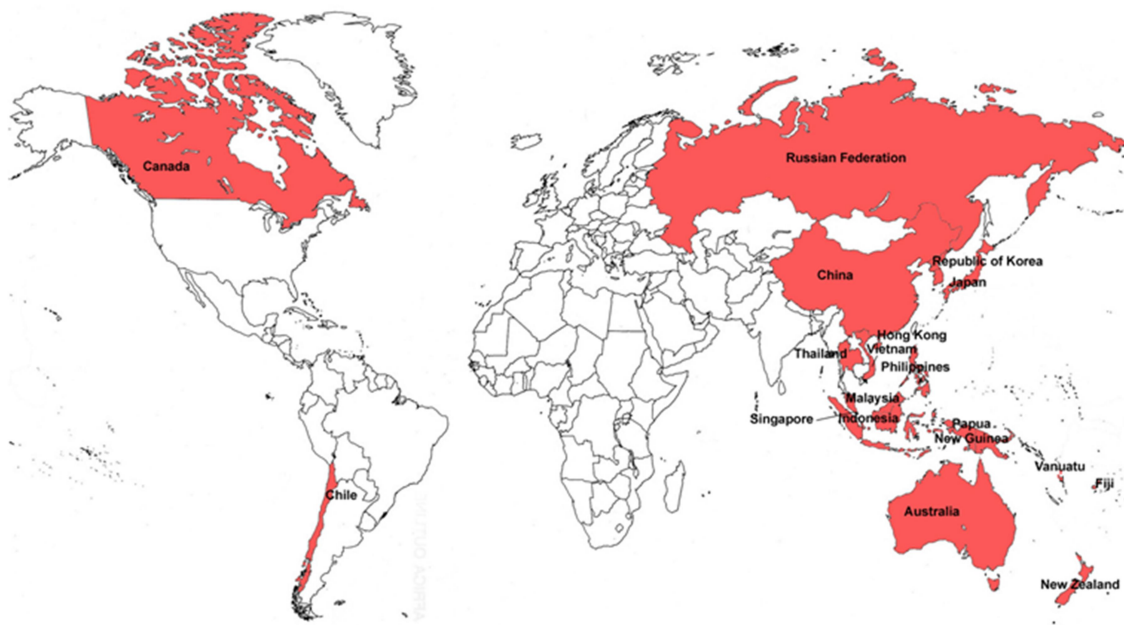 Canada
Russian Federation
China
Republic of Korea
Japan
Hong Kong
Thailand
Vietnam
Philippines
Malaysia
Singapore
Indonesia
Papua
New Guinea
Vanuatu
Fiji
Chile
Australia
New Zealand